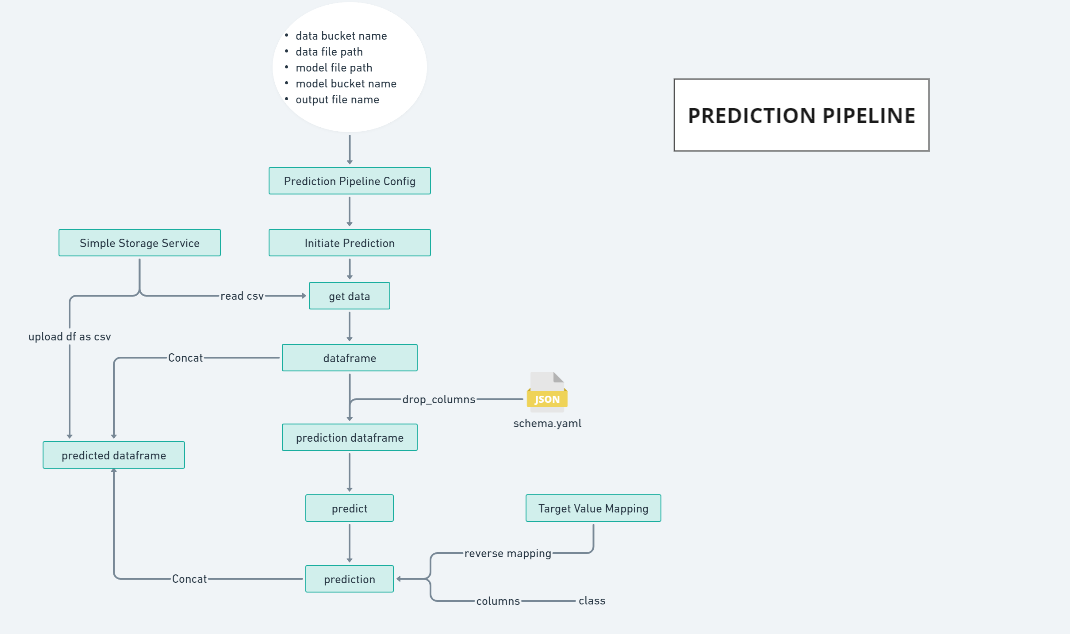 • data bucket name
• data file path
• model file path
• model bucket name
• output file name
PREDICTION PIPELINE
Prediction Pipeline Config
Simple Storage Service
Initiate Prediction
read csv
get data
upload df as csv
Concat
dataframe
JSON
drop_columns
schema.yaml
prediction dataframe
predicted dataframe
predict
Target Value Mapping
reverse mapping
Concat
prediction
columns
class